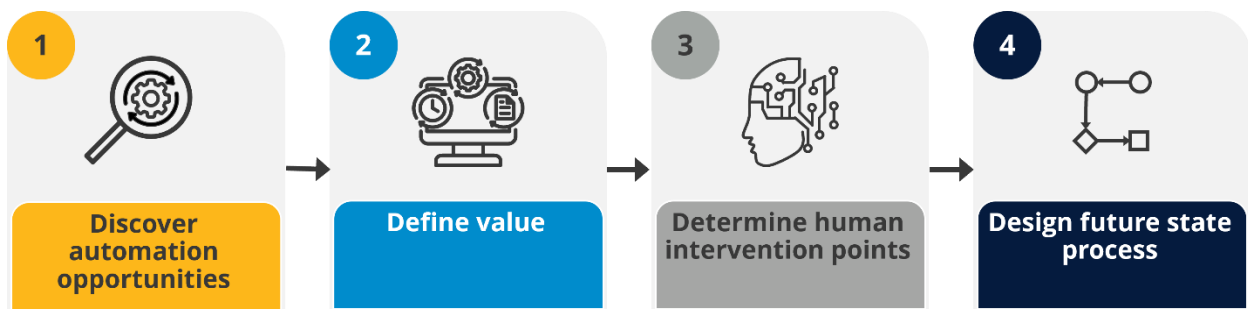 1
Discover
automation
opportunities
2
Define value
3
Determine human
intervention points
4
Design future state
process